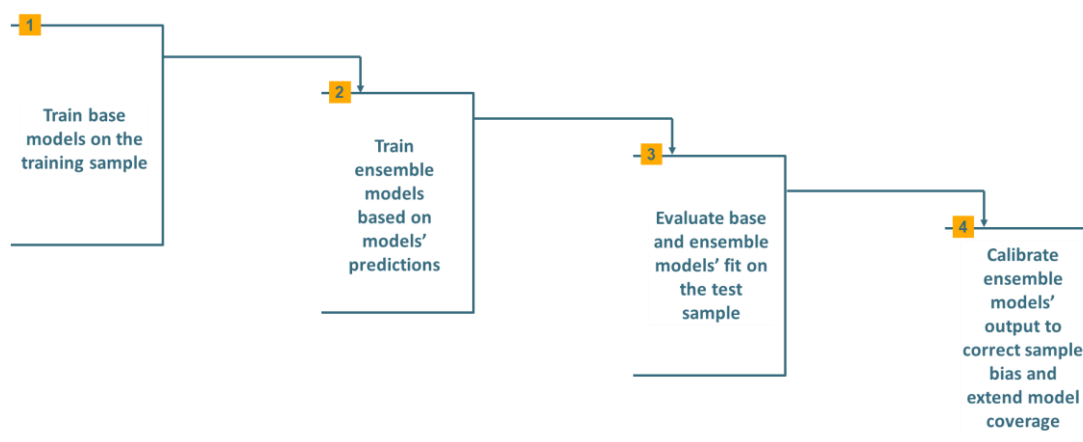 1
Train base
models on the
training sample
2
Train
ensemble
models
based on
models’
predictions
3
Evaluate base
and ensemble
models’ fit on
the test
sample
4
Calibrate
ensemble
models’
output to
correct sample
bias and
extend model
coverage